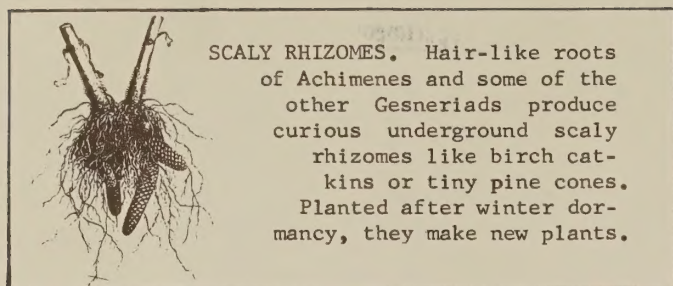 SCALY RHIZOMES. Hair-like roots
of Achimenes and some of the
other Gesneriads produce
curious underground scaly
rhizomes like birch cat-
kins or tiny pine cones.
Planted after winter dor-
mancy, they make new plants.